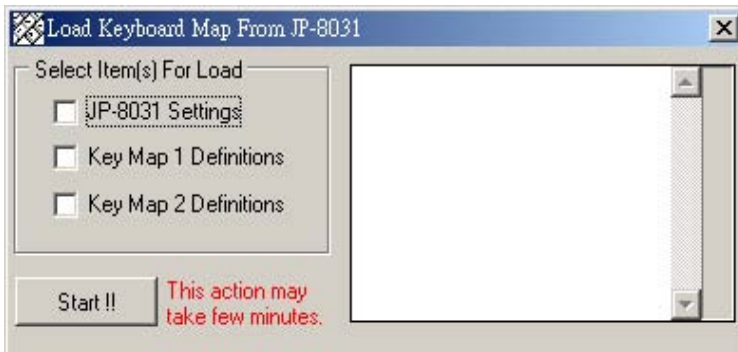 Load Keyboard Map From JP-8031
Select Item(s) For Load
JP-8031 Settings
Key Map 1 Definitions
Key Map 2 Definitions
Start !!
This action may
take few minutes.